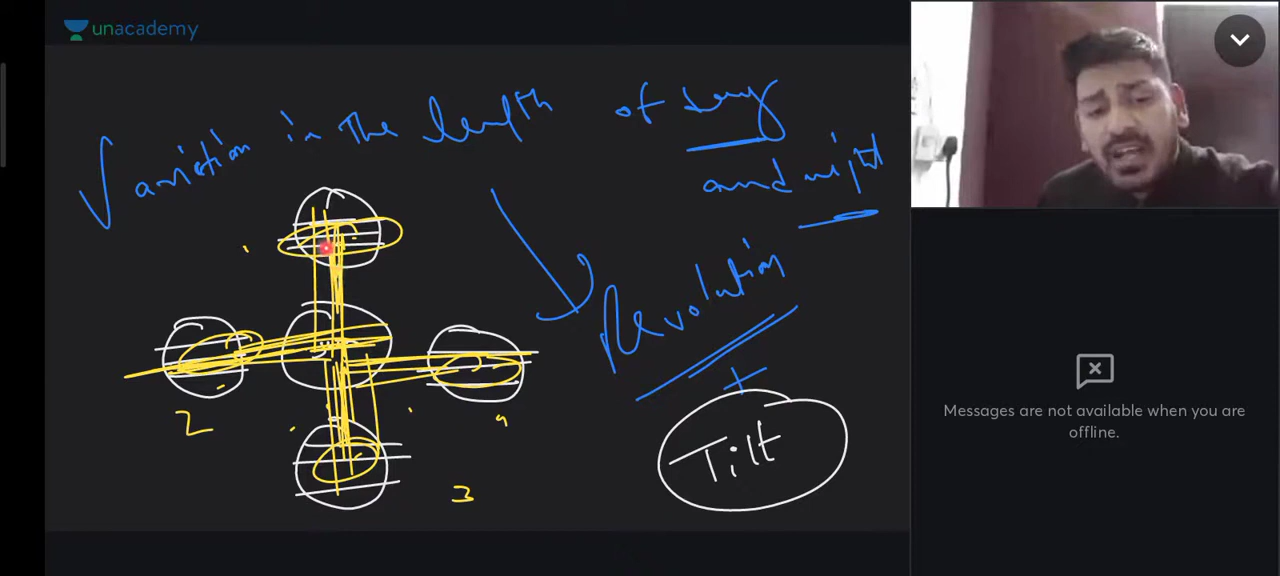 unacademy
Variation in the length of day
and night
Revolution
+
Tilt
2
9
3
Messages are not available when you are
offline.